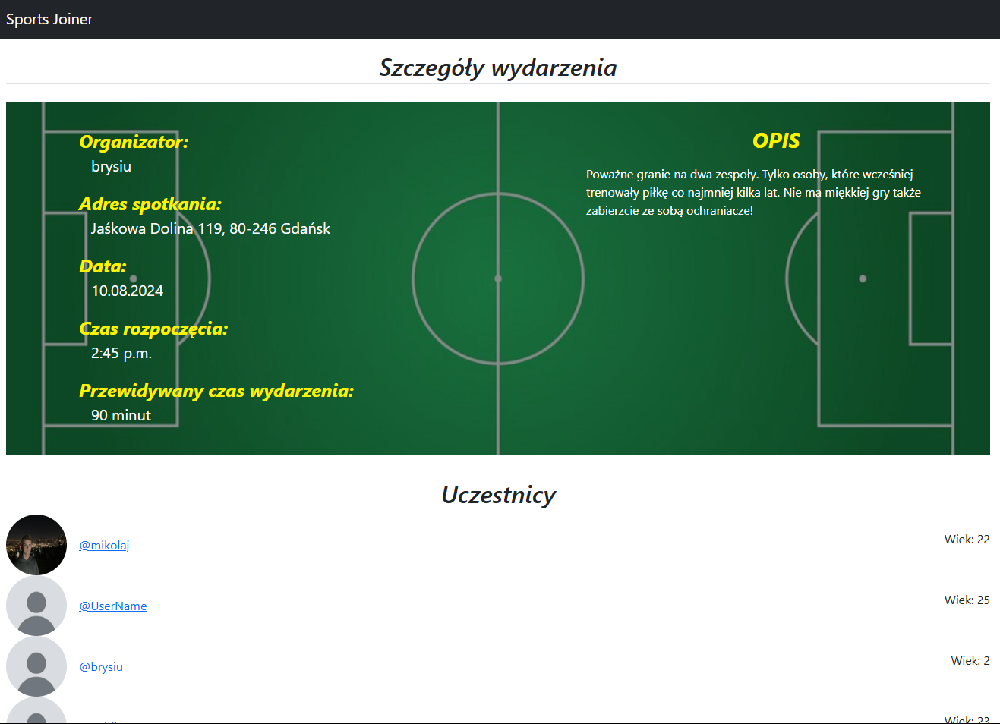 Sports Joiner
Szczegóły wydarzenia
Organizator:
brysiu
Adres spotkania:
Jaśkowa Dolina 119, 80-246 Gdańsk
Data:
10.08.2024
Czas rozpoczęcia:
2:45 p.m.
Przewidywany czas wydarzenia:
90 minut
OPIS
Poważne granie na dwa zespoły. Tylko osoby, które wcześniej
trenowały piłkę co najmniej kilka lat. Nie ma miękkiej gry także
zabierzcie ze sobą ochraniacze!
Uczestnicy
@mikolaj
Wiek: 22
@UserName
Wiek: 25
@brysiu
Wiek: 2
Wiek: 23